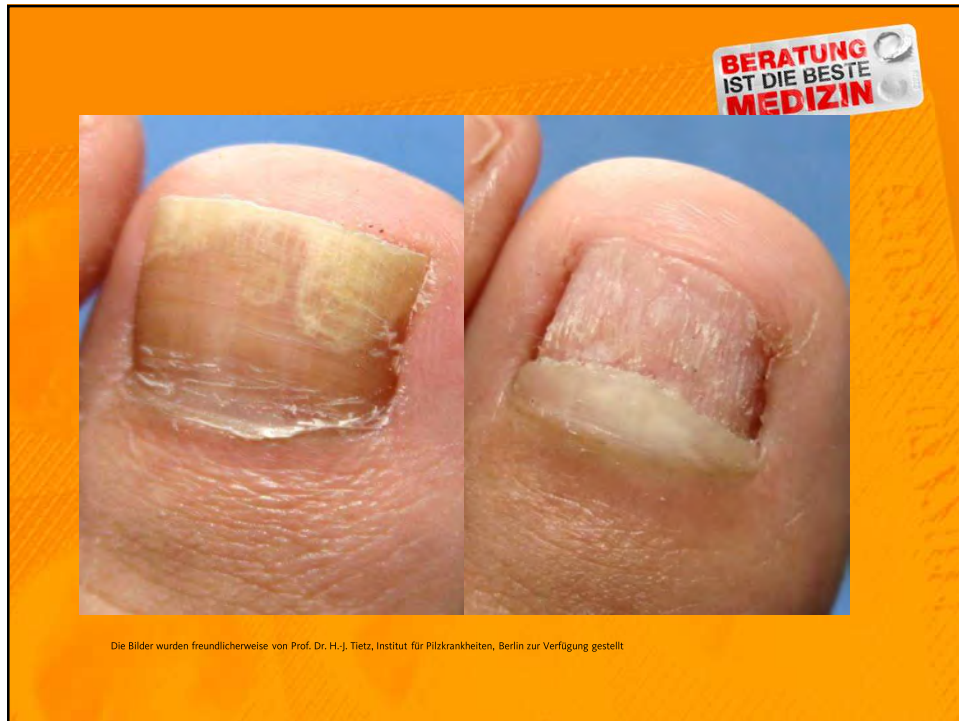 BERATUNG
IST DIE BESTE
MEDIZIN
Die Bilder wurden freundlicherweise von Prof. Dr. H.-J. Tietz, Institut für Pilzkrankheiten, Berlin zur Verfügung gestellt